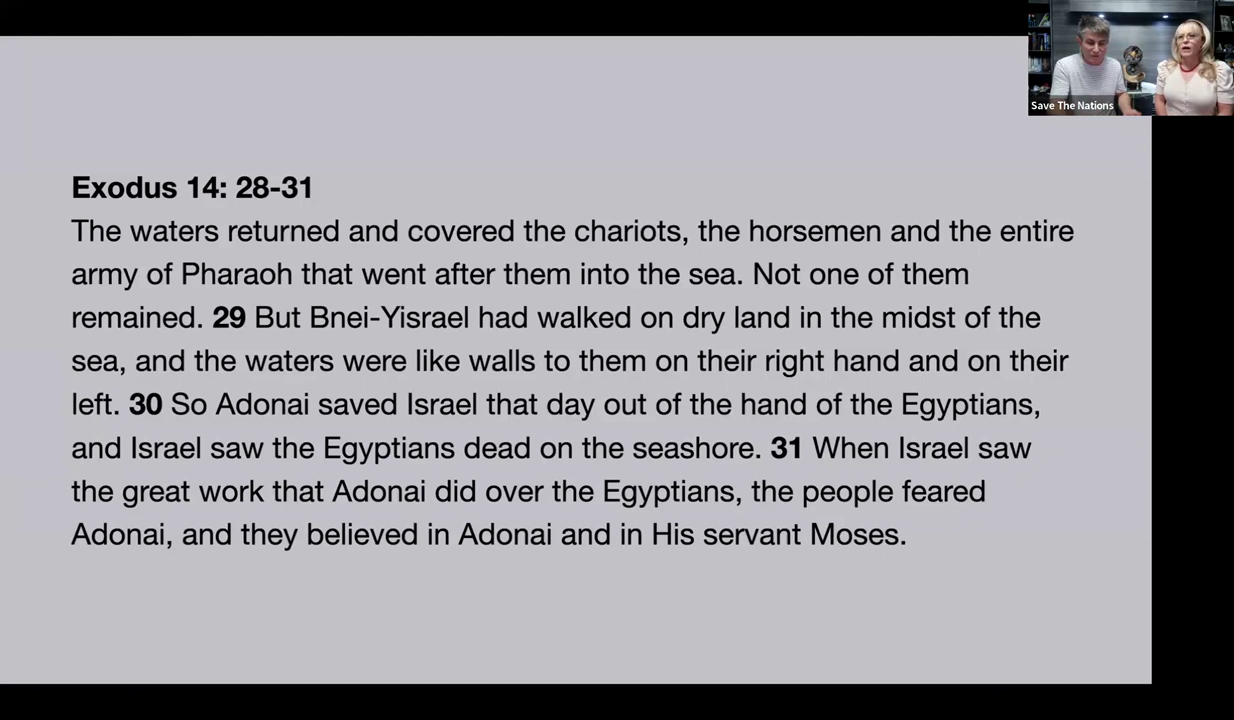 Save The Nations
Exodus 14: 28-31
The waters returned and covered the chariots, the horsemen and the entire
army of Pharaoh that went after them into the sea. Not one of them
remained. 29 But Bnei-Yisrael had walked on dry land in the midst of the
sea, and the waters were like walls to them on their right hand and on their
left. 30 So Adonai saved Israel that day out of the hand of the Egyptians,
and Israel saw the Egyptians dead on the seashore. 31 When Israel saw
the great work that Adonai did over the Egyptians, the people feared
Adonai, and they believed in Adonai and in His servant Moses.